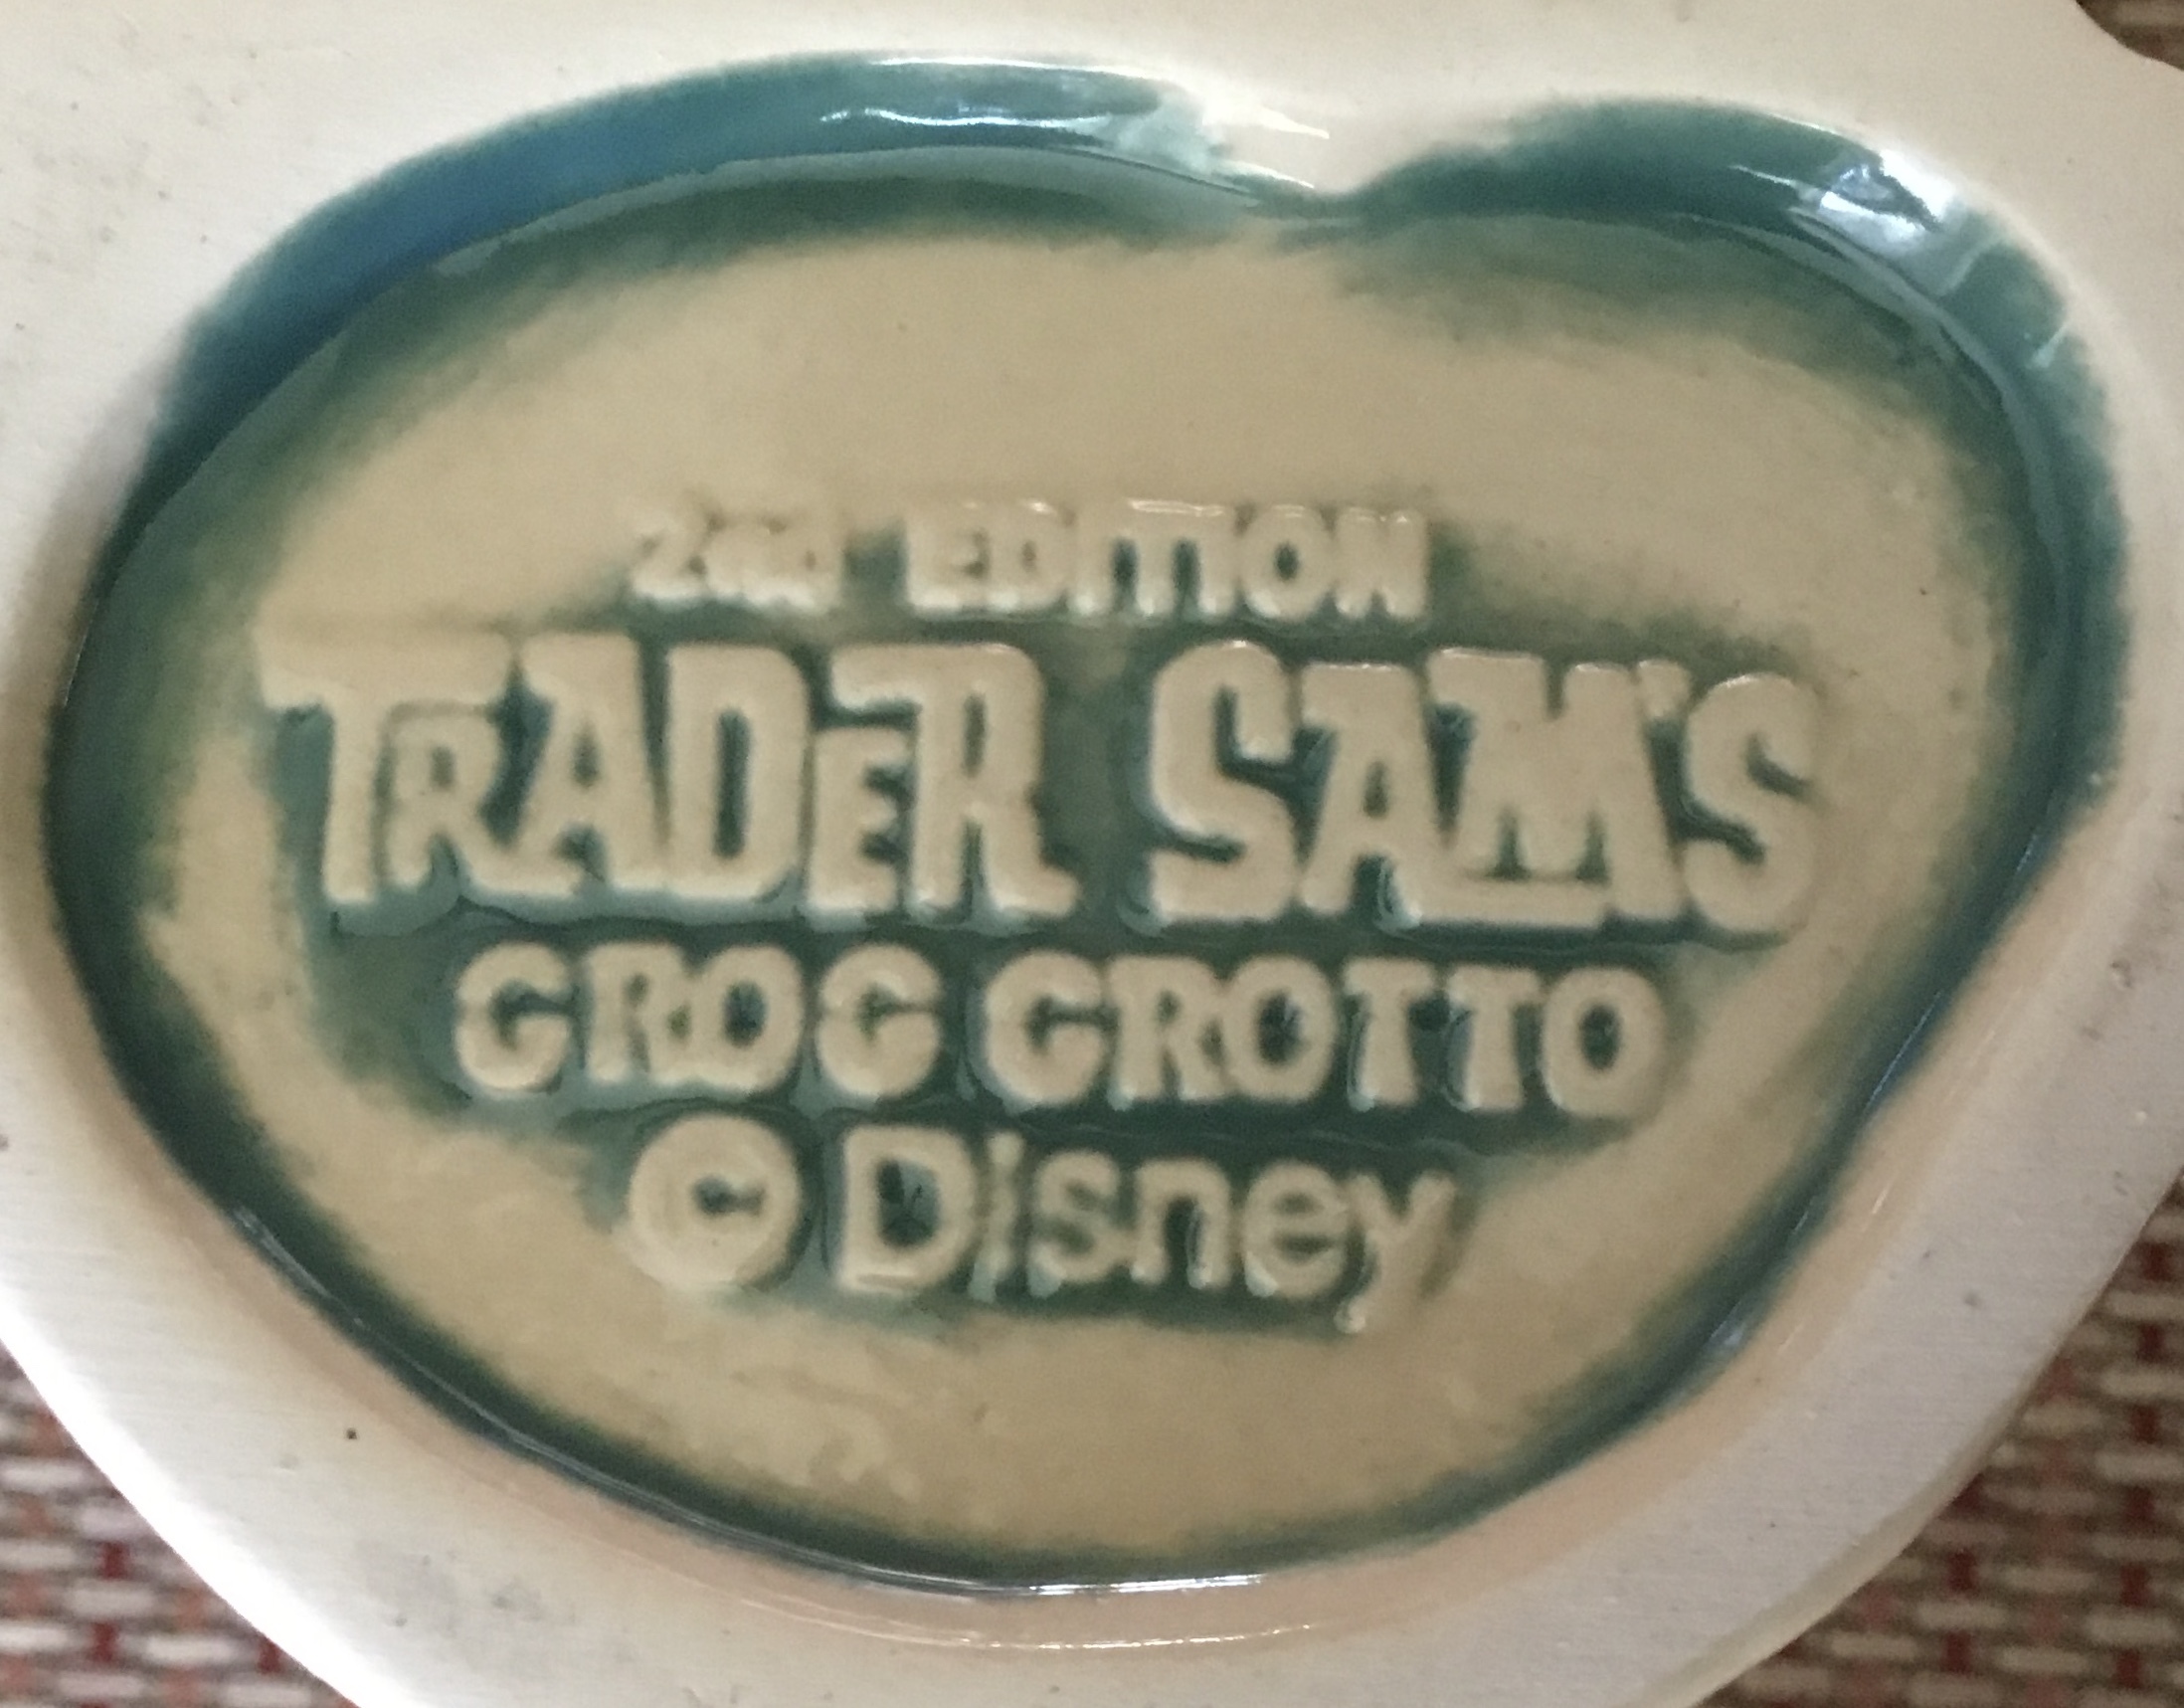 2nd EDITION
TRADER SAM'S
CROC GROTTO
© Disney